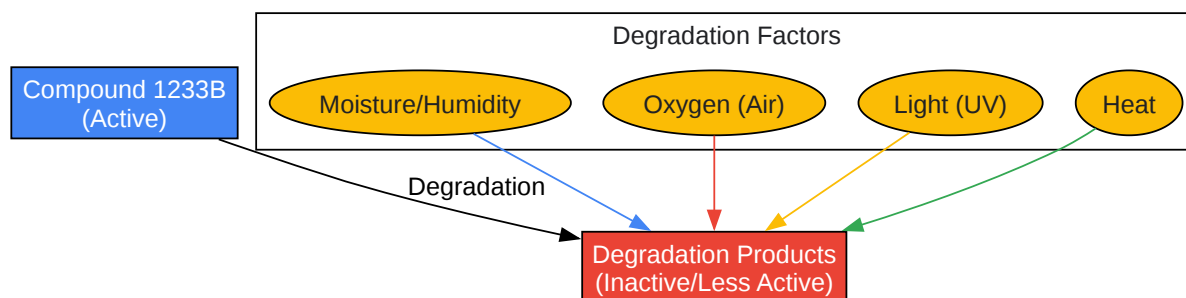 Degradation Factors
Compound 1233B
(Active)
Moisture/Humidity
Oxygen (Air)
Light (UV)
Heat
Degradation
Degradation Products
(Inactive/Less Active)